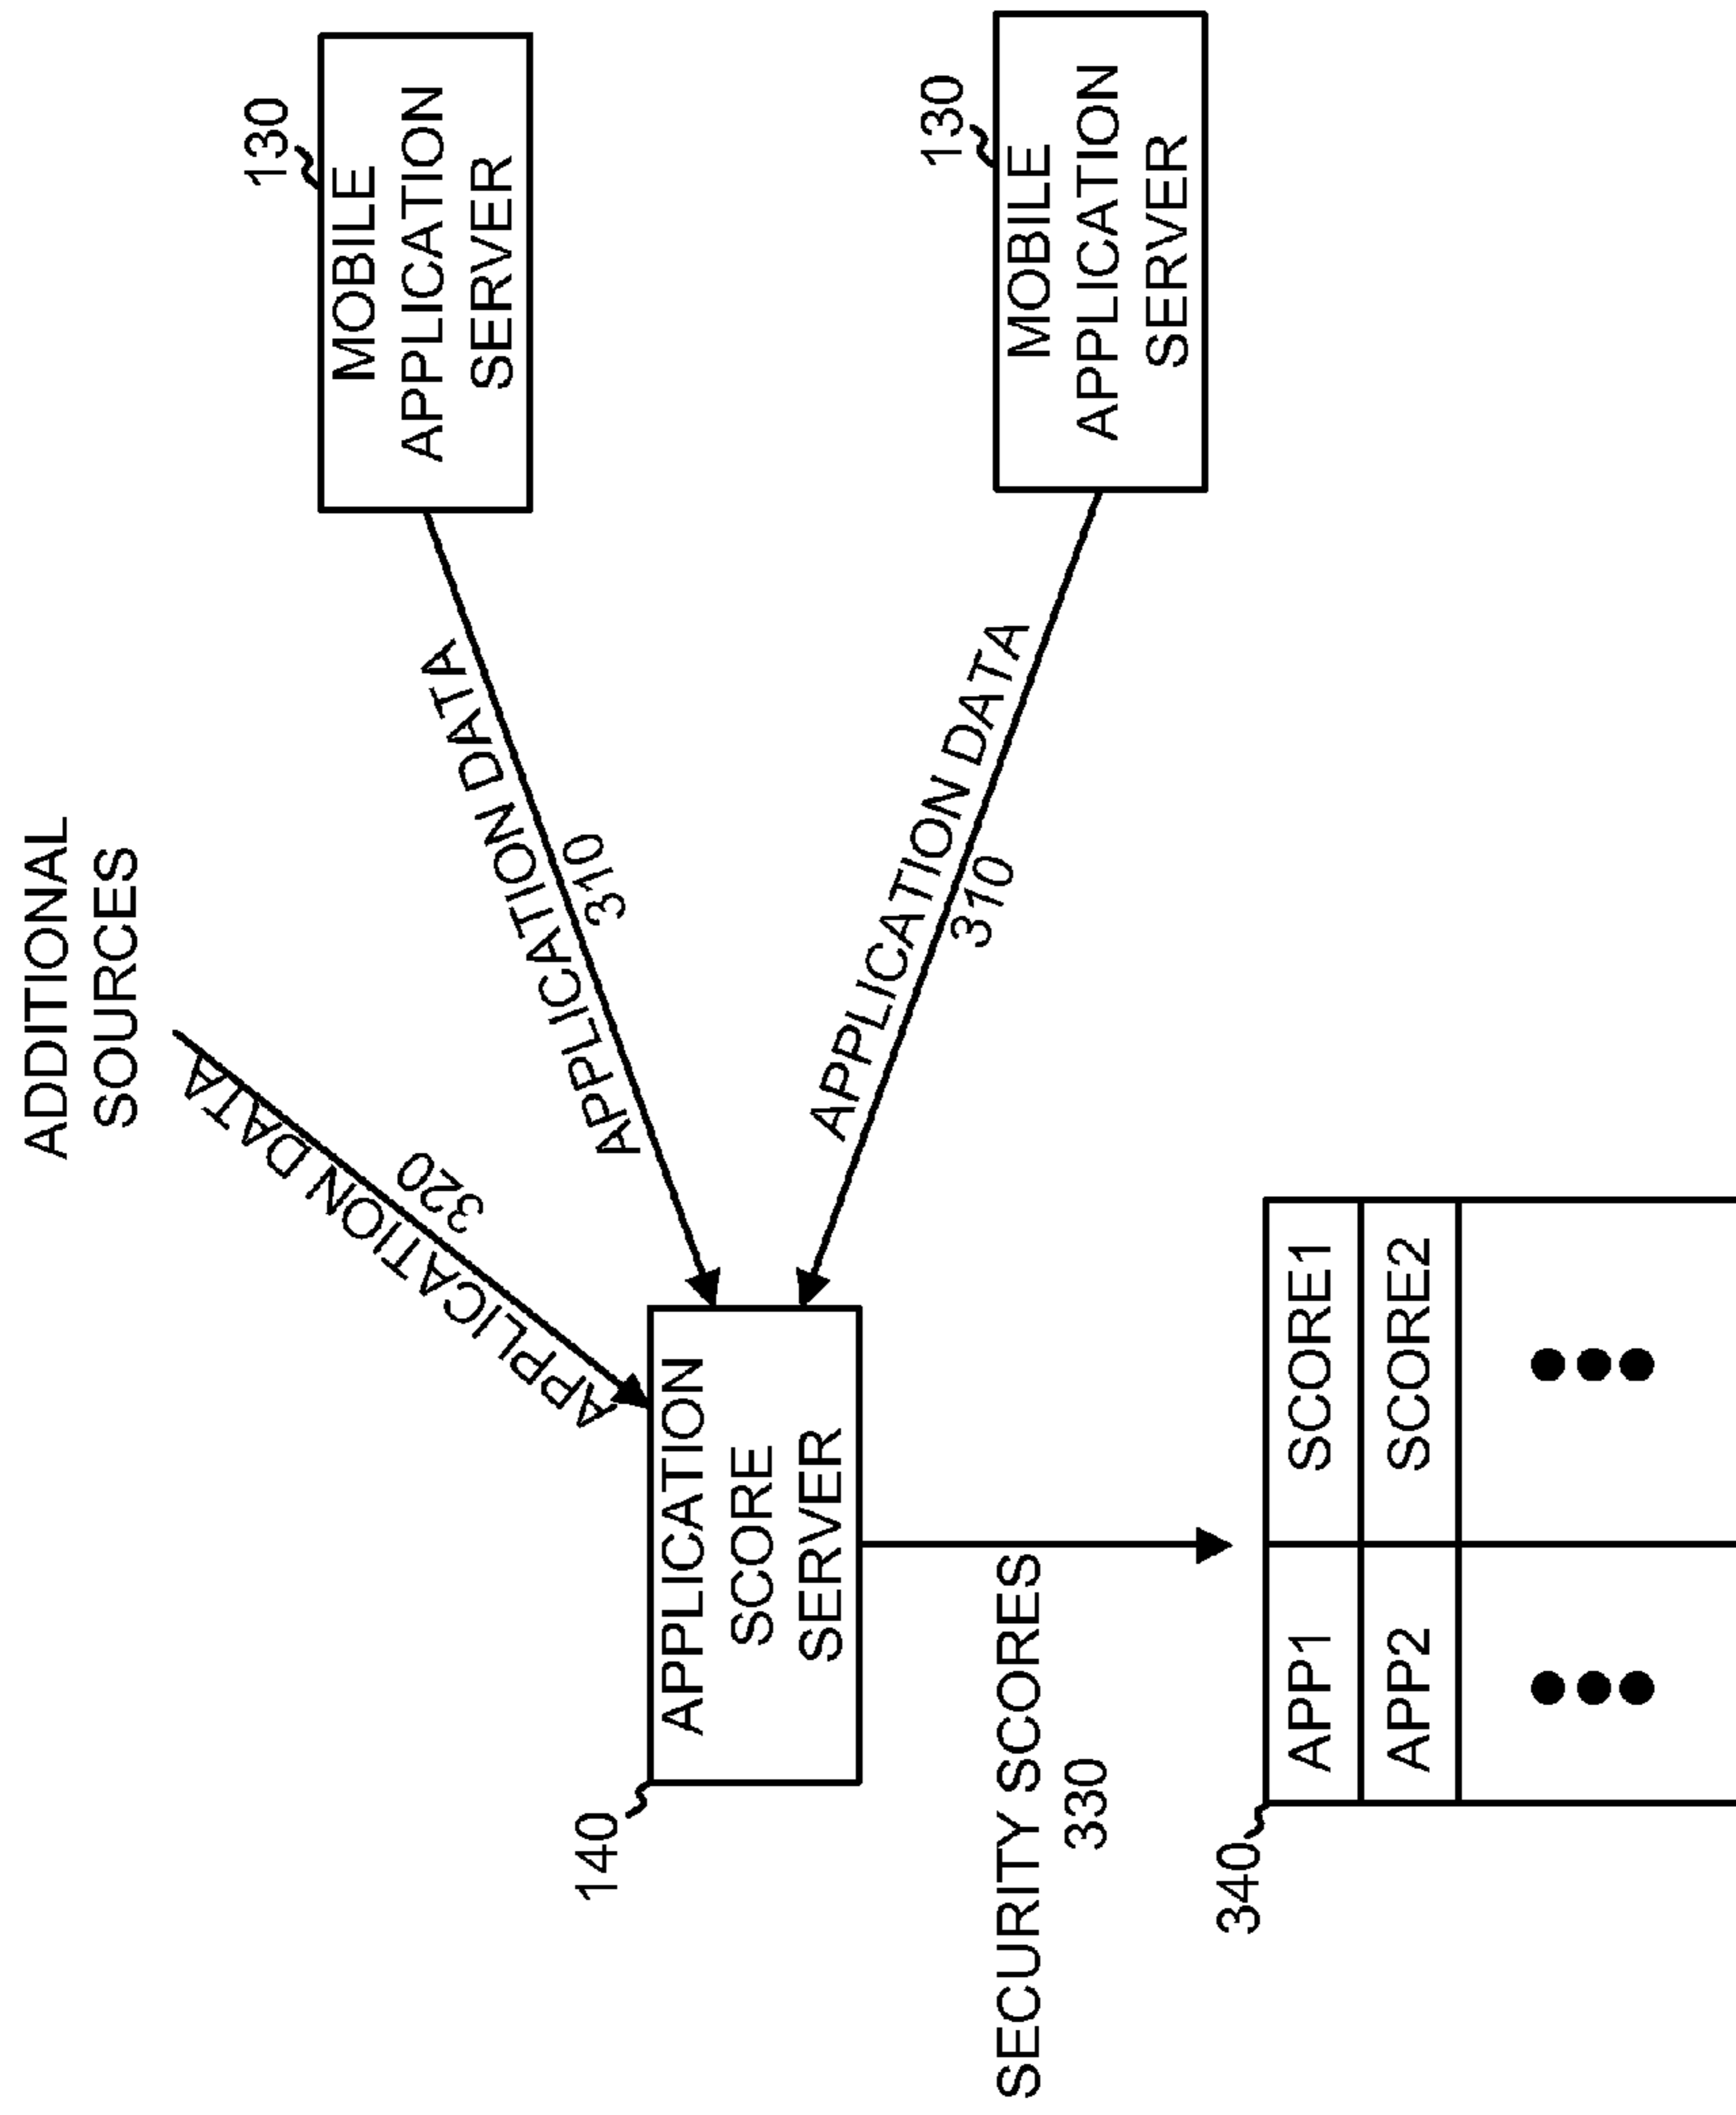 ADDITIONAL
SOURCES
130
MOBILE
APPLICATION
SERVER
APPLICATION DATA
320
APPLICATION DATA
310
140
APPLICATION
SCORE
SERVER
130
MOBILE
APPLICATION
SERVER
APPLICATION DATA
310
SECURITY SCORES
330
340
APP1 SCORE1
APP2 SCORE2